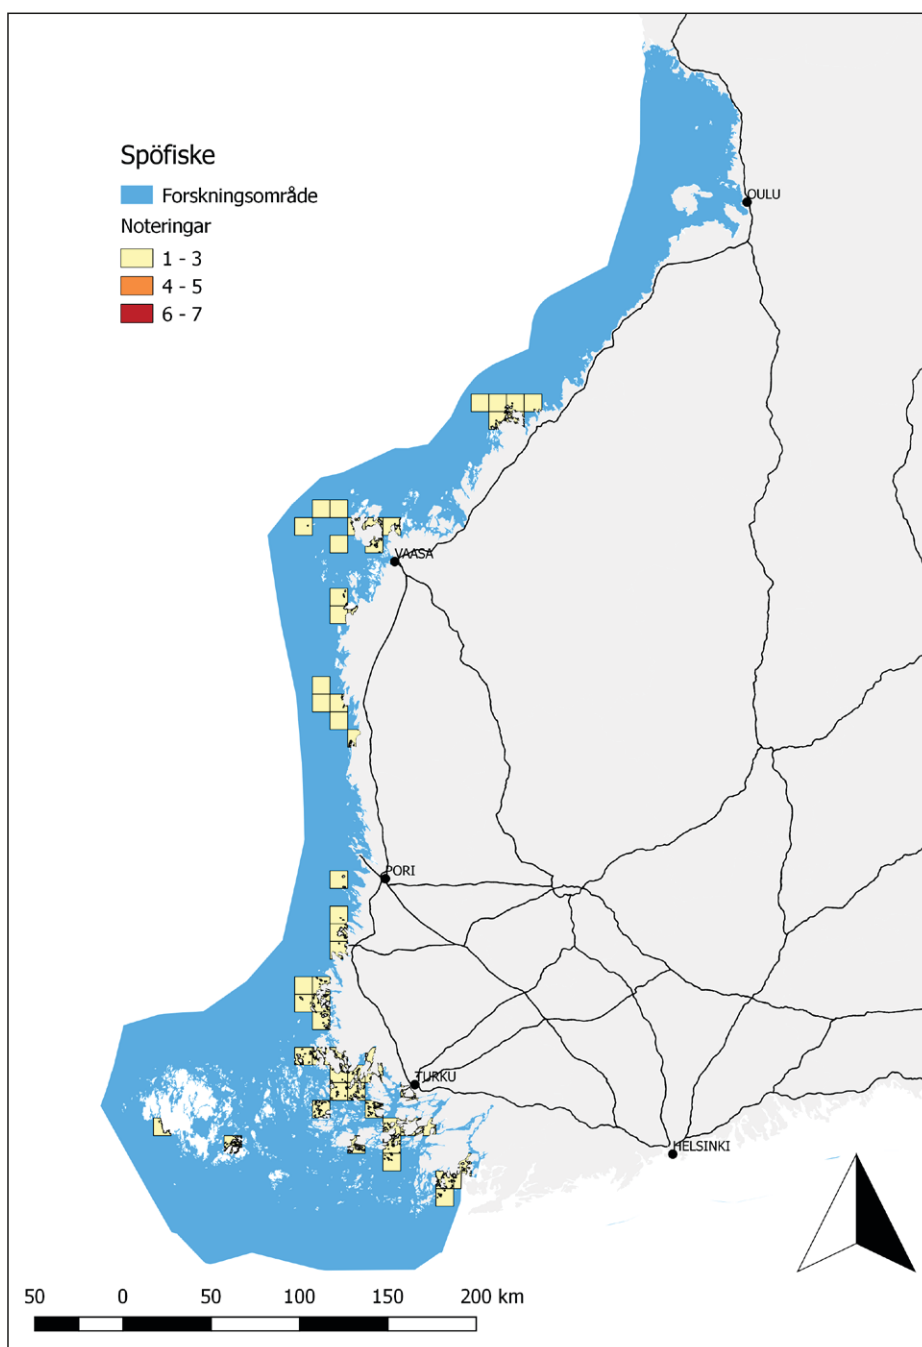 Spöfiske
Forskningsområde
Noteringar
1 - 3
4 - 5
6 - 7
OULU
VAASA
PORI
TURKU
HELSINKI
50 0 50 100 150 200 km